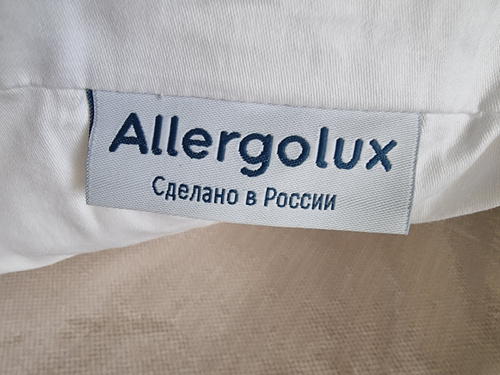 Allergolux
Сделано в России